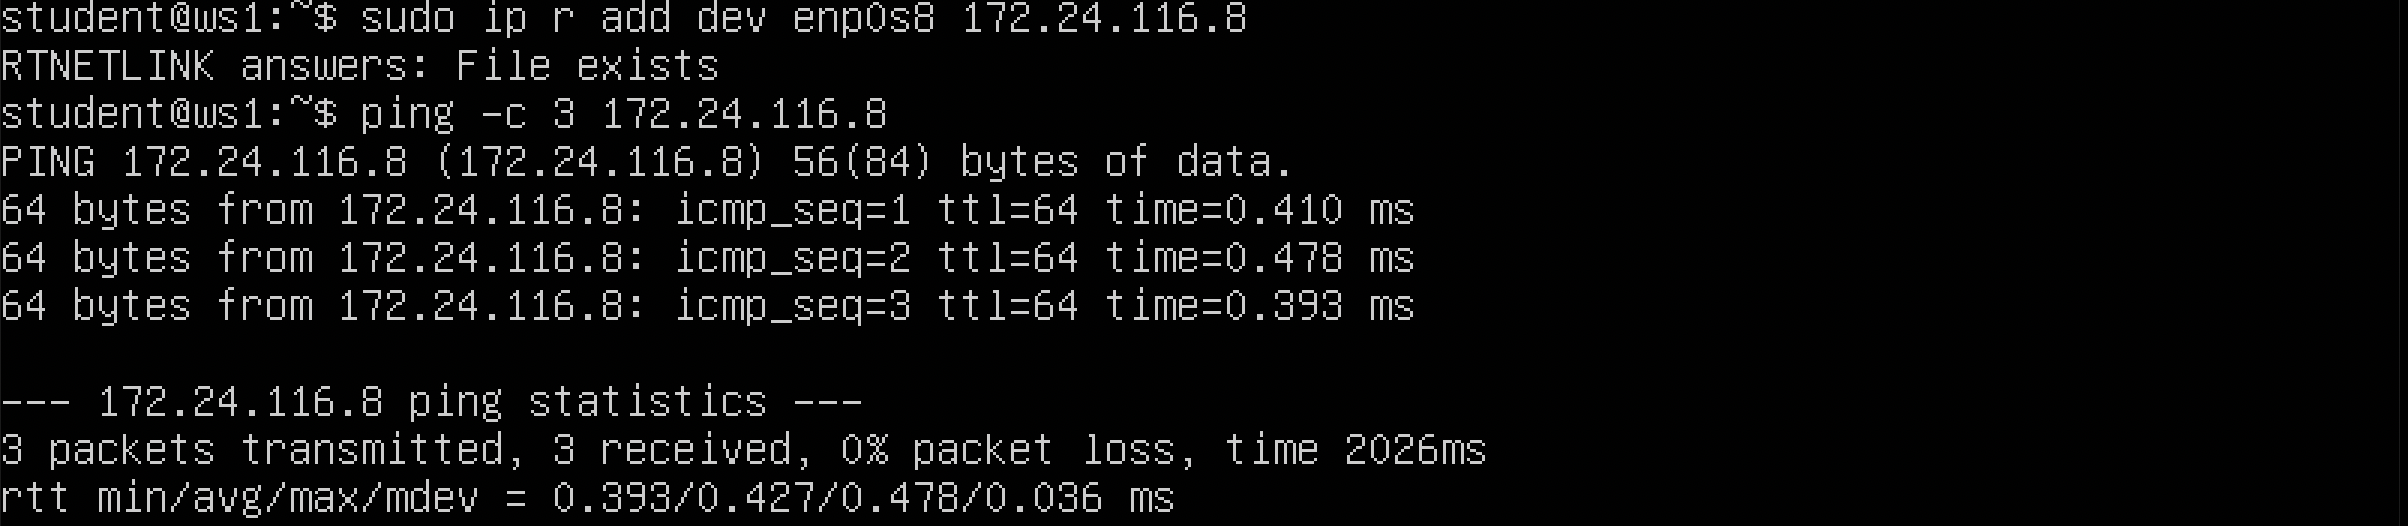 student@ws1:~$ sudo ip r add dev enp0s8 172.24.116.8
RTNETLINK answers: File exists
student@ws1:~$ ping -c 3 172.24.116.8
PING 172.24.116.8 (172.24.116.8) 56(84) bytes of data.
64 bytes from 172.24.116.8: icmp_seq=1 ttl=64 time=0.410 ms
64 bytes from 172.24.116.8: icmp_seq=2 ttl=64 time=0.478 ms
64 bytes from 172.24.116.8: icmp_seq=3 ttl=64 time=0.393 ms
--- 172.24.116.8 ping statistics ---
3 packets transmitted, 3 received, 0% packet loss, time 2026ms
rtt min/avg/max/mdev = 0.393/0.427/0.478/0.036 ms